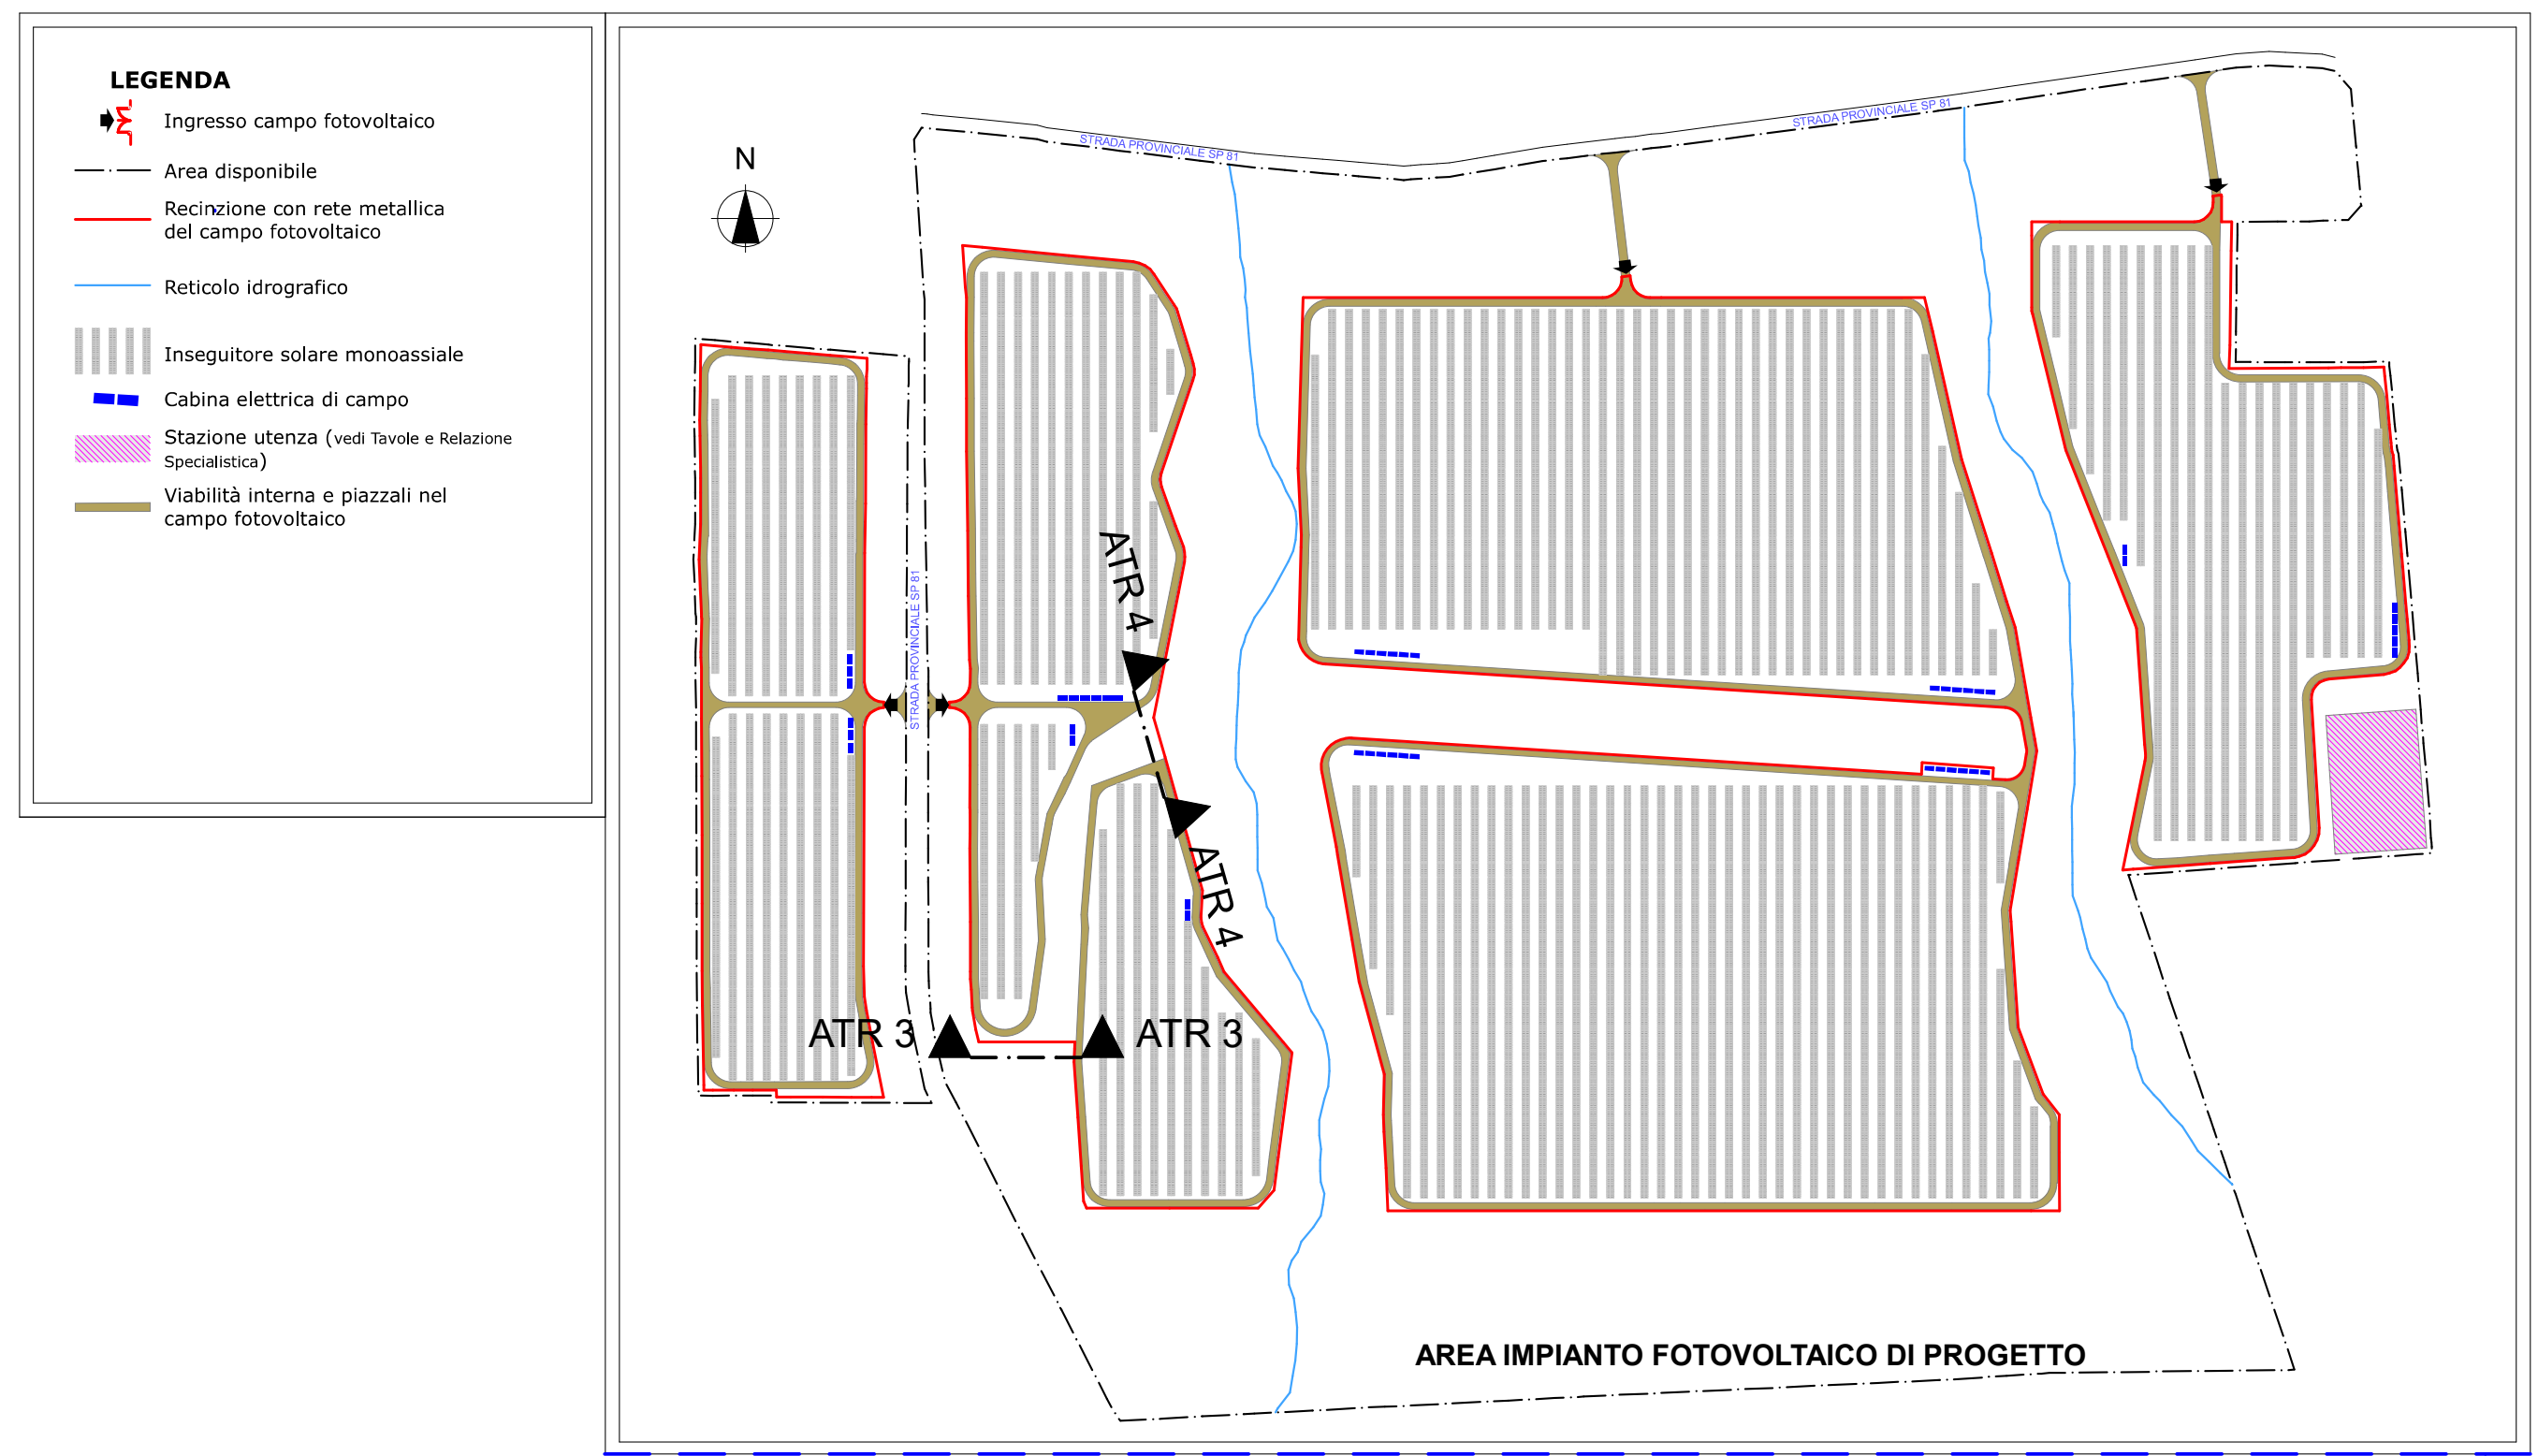 LEGENDA
Ingresso campo fotovoltaico
Area disponibile
Recinzione con rete metallica
del campo fotovoltaico
Reticolo idrografico
Inseguitore solare monoassiale
Cabina elettrica di campo
Stazione utenza (vedi Tavole e Relazione
Specialistica)
Viabilità interna e piazzali nel
campo fotovoltaico
N
STRADA PROVINCIALE SP 81
STRADA PROVINCIALE SP 81
STRADA PROVINCIALE SP 81
ATR 4
ATR 4
ATR 3
ATR 3
AREA IMPIANTO FOTOVOLTAICO DI PROGETTO